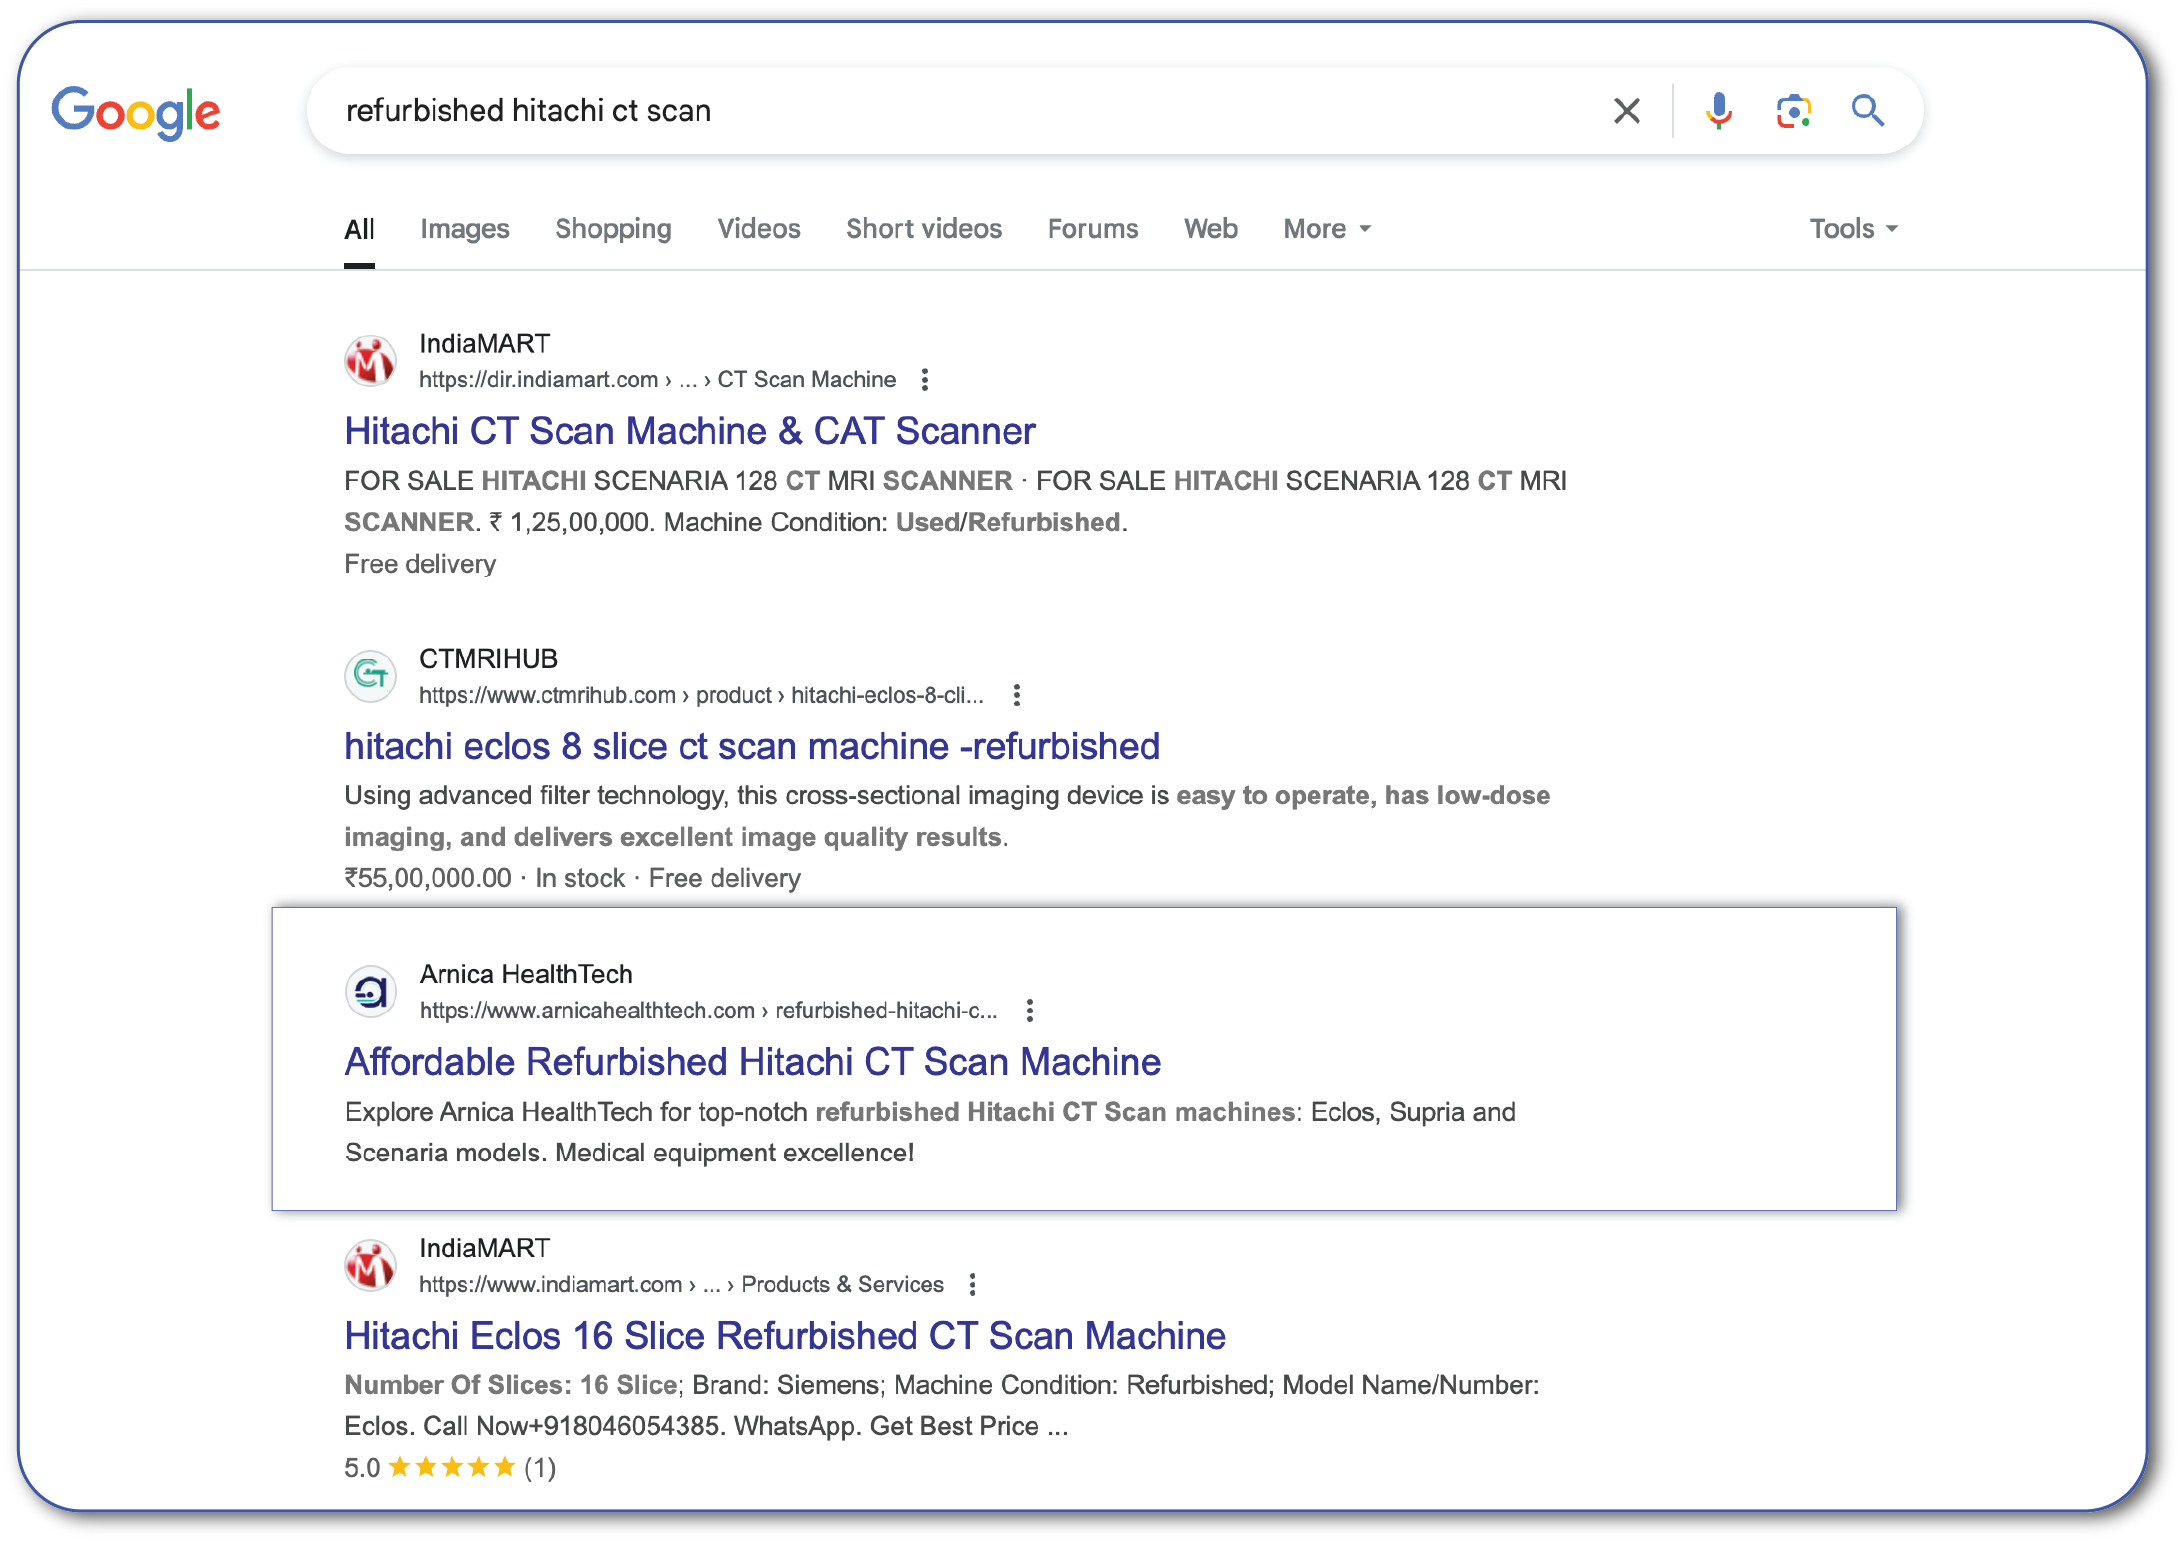 Google
refurbished hitachi ct scan
All Images Shopping Videos Short videos Forums Web More Tools
IndiaMART
https://dir.indiamart.com › ... › CT Scan Machine
Hitachi CT Scan Machine & CAT Scanner
FOR SALE HITACHI SCENARIA 128 CT MRI SCANNER · FOR SALE HITACHI SCENARIA 128 CT MRI
SCANNER. ₹ 1,25,00,000. Machine Condition: Used/Refurbished.
Free delivery
CTMRIHUB
https://www.ctmrihub.com › product › hitachi-eclos-8-cli...
hitachi eclos 8 slice ct scan machine -refurbished
Using advanced filter technology, this cross-sectional imaging device is easy to operate, has low-dose
imaging, and delivers excellent image quality results.
₹55,00,000.00 · In stock · Free delivery
Arnica HealthTech
https://www.arnicahealthtech.com › refurbished-hitachi-c...
Affordable Refurbished Hitachi CT Scan Machine
Explore Arnica HealthTech for top-notch refurbished Hitachi CT Scan machines: Eclos, Supria and
Scenaria models. Medical equipment excellence!
IndiaMART
https://www.indiamart.com › ... › Products & Services
Hitachi Eclos 16 Slice Refurbished CT Scan Machine
Number Of Slices: 16 Slice; Brand: Siemens; Machine Condition: Refurbished; Model Name/Number:
Eclos. Call Now+918046054385. WhatsApp. Get Best Price ...
5.0 ★★★★★ (1)